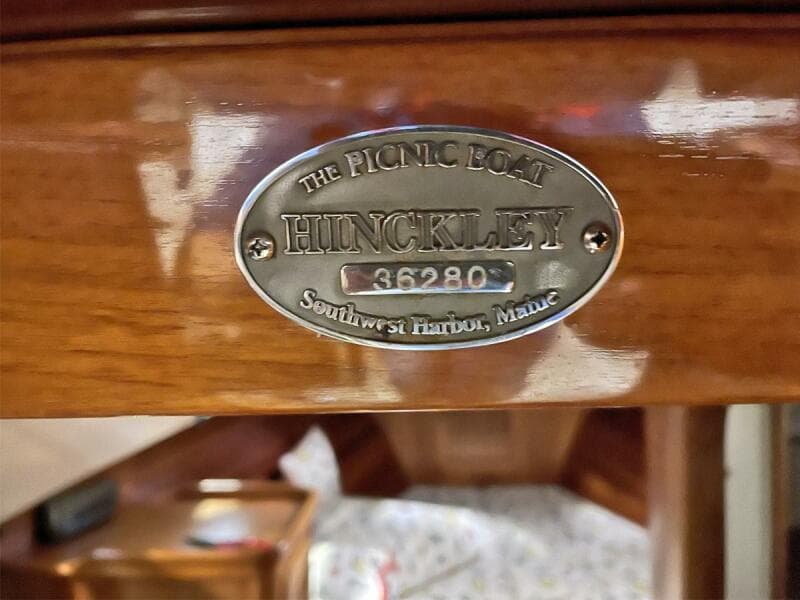 THE PICNIC BOAT
HINCKLEY
36280
Southwest Harbor, Maine